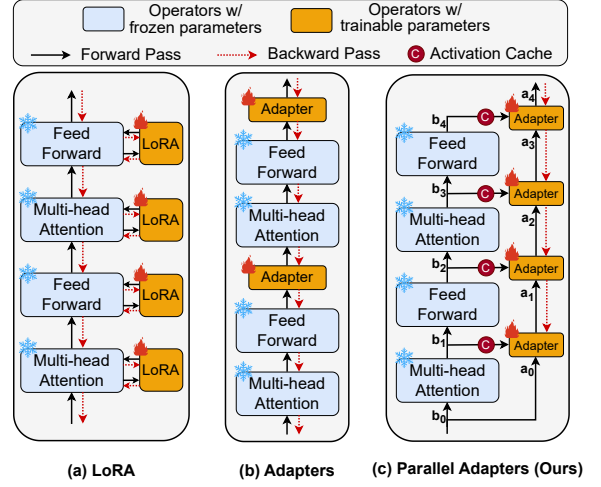 Operators w/
frozen parameters
Operators w/
trainable parameters
Forward Pass
Backward Pass
C Activation Cache
Feed
Forward
LoRA
Multi-head
Attention
LoRA
Feed
Forward
LoRA
Multi-head
Attention
LoRA
(a) LoRA
Adapter
Feed
Forward
Multi-head
Attention
Adapter
Feed
Forward
Multi-head
Attention
(b) Adapters
a4
b4
C
Adapter
Feed
Forward
a3
b3
C
Adapter
Multi-head
Attention
a2
b2
C
Adapter
Feed
Forward
a1
b1
C
Adapter
Multi-head
Attention
a0
b0
(c) Parallel Adapters (Ours)